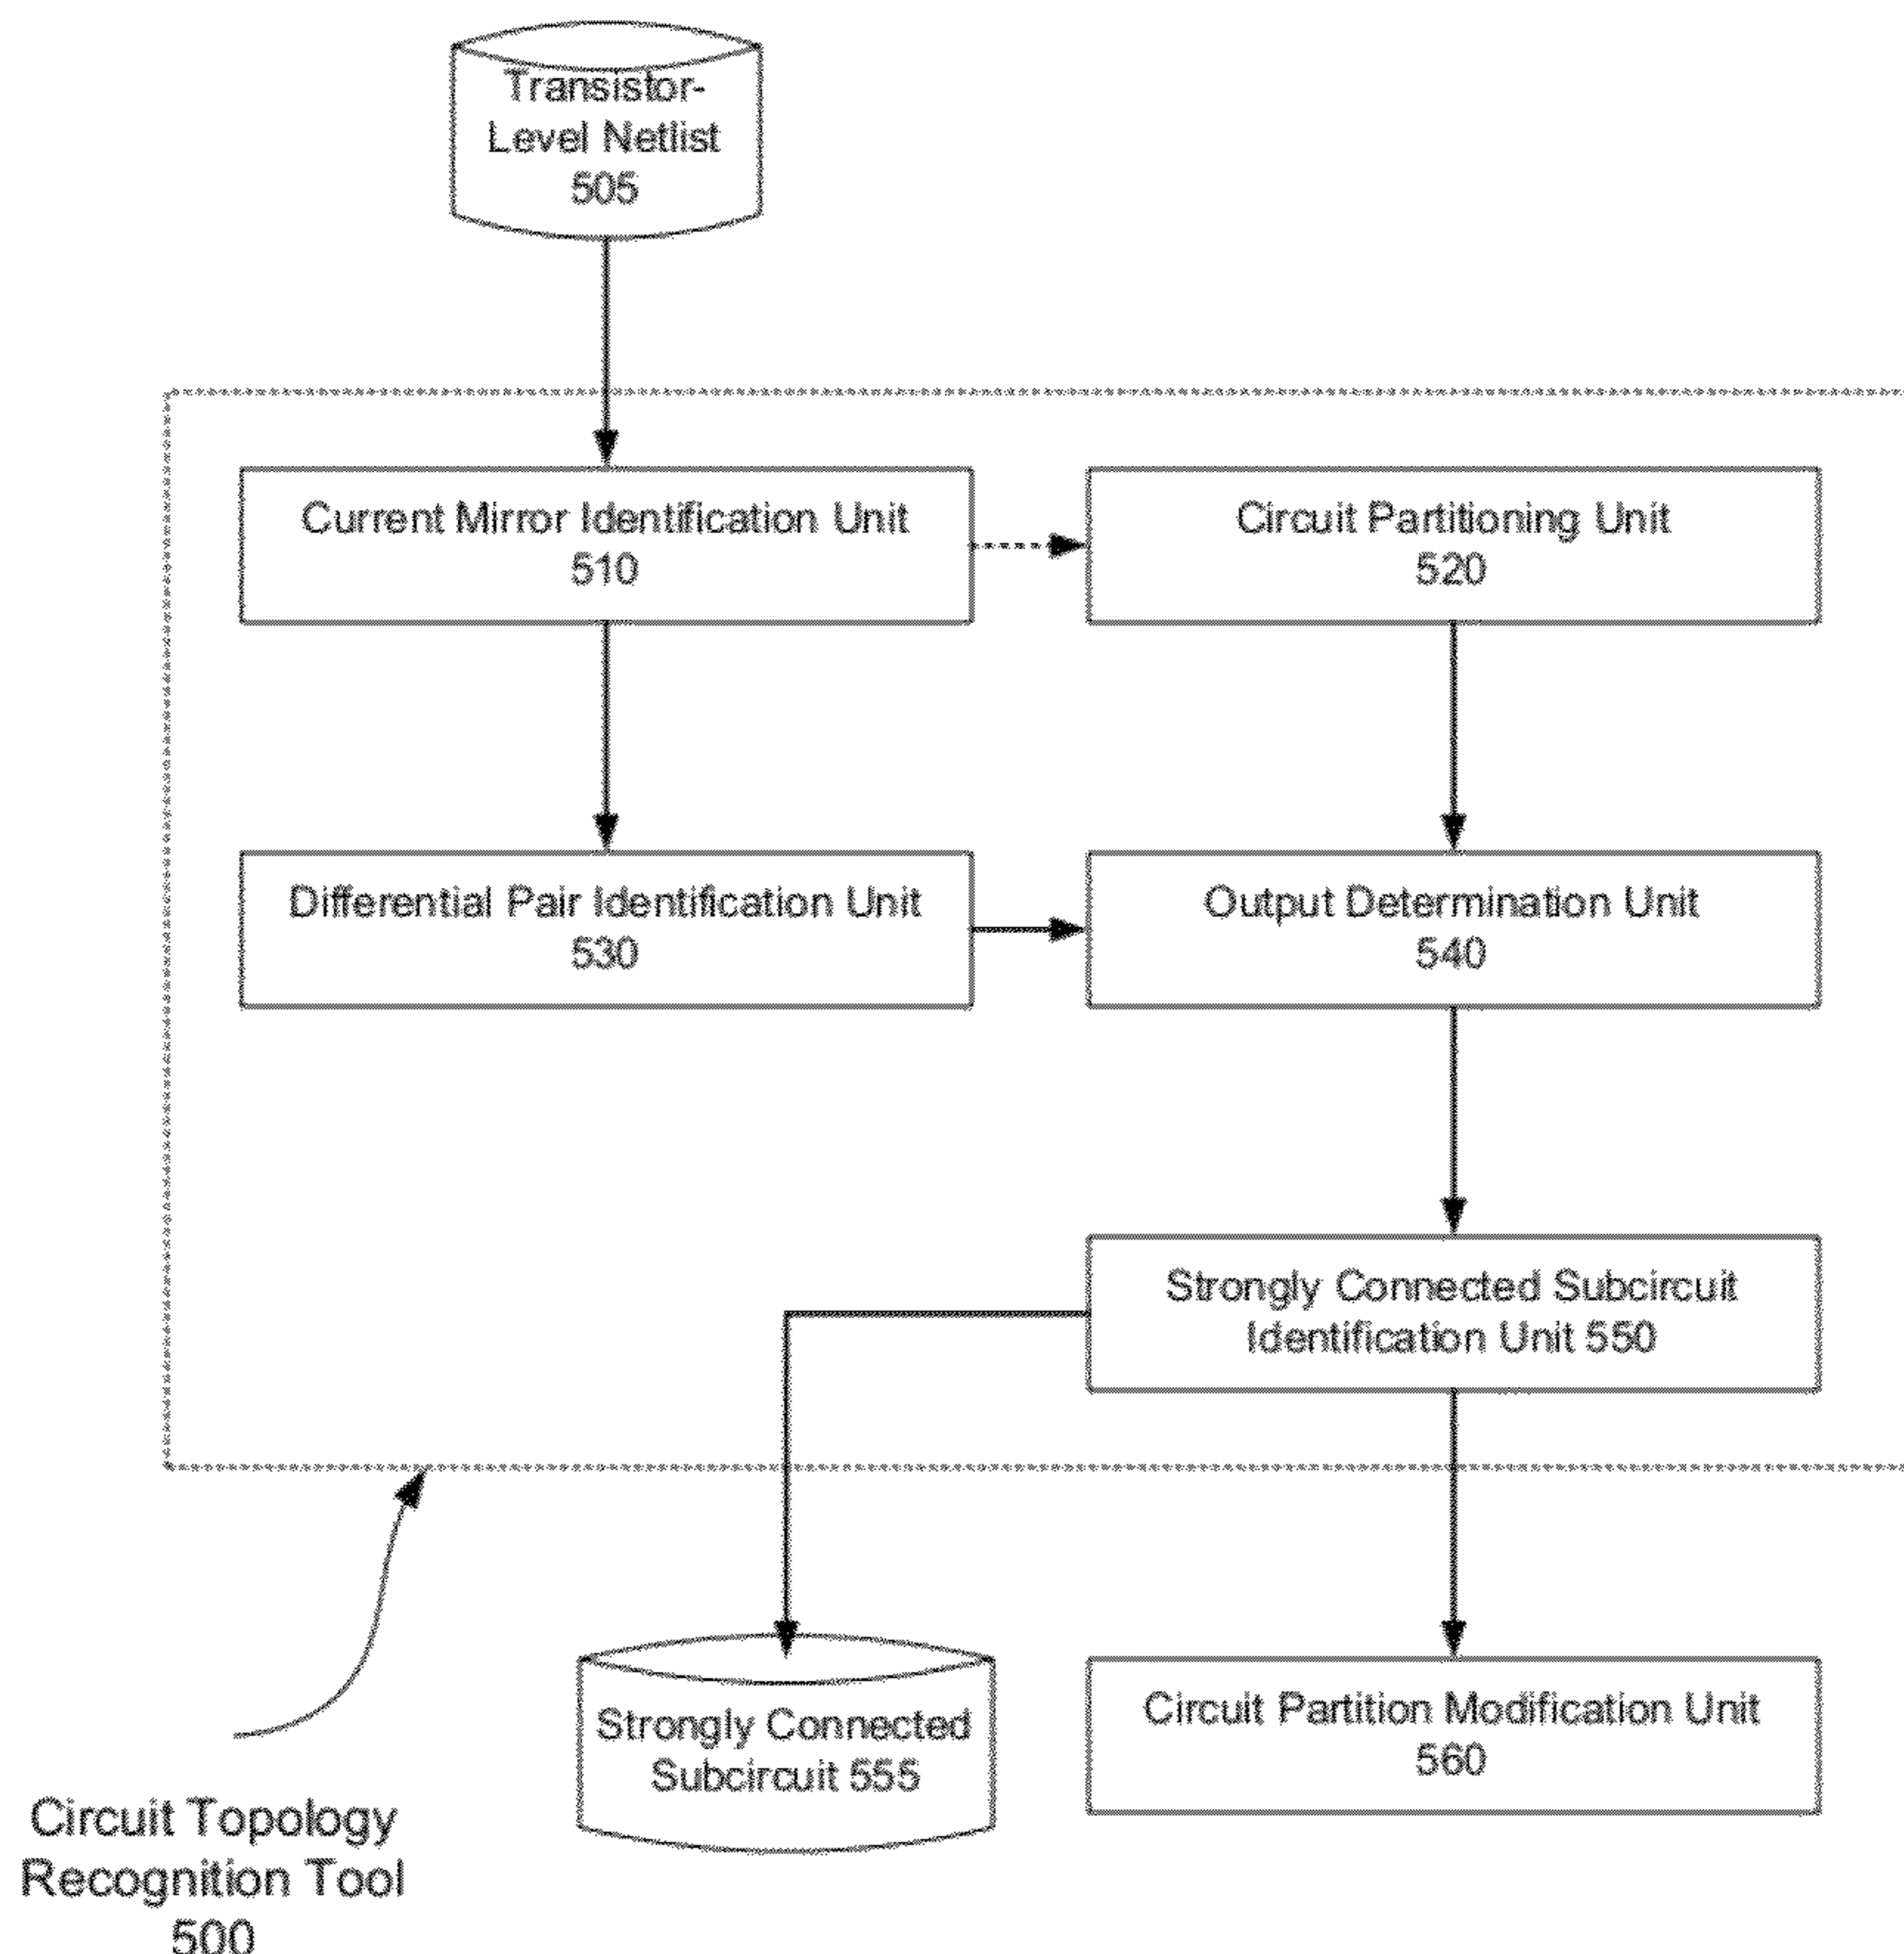 Transistor-
Level Netlist
505
Current Mirror Identification Unit
510
Circuit Partitioning Unit
520
Differential Pair Identification Unit
530
Output Determination Unit
540
Strongly Connected Subcircuit
Identification Unit 550
Strongly Connected
Subcircuit 555
Circuit Partition Modification Unit
560
Circuit Topology
Recognition Tool
500